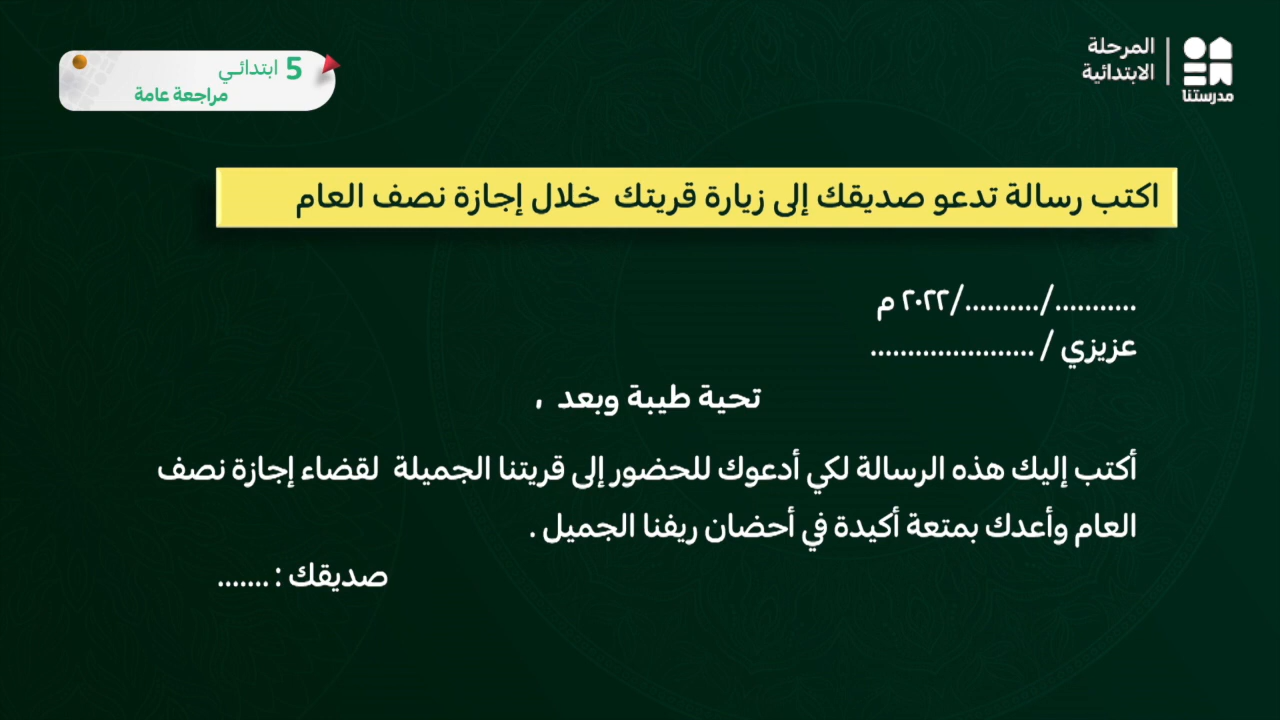 المرحلة
الابتدائية
مدرستنا
5 ابتدائي
مراجعة عامة
اكتب رسالة تدعو صديقك إلى زيارة قريتك خلال إجازة نصف العام
.........../........../٢٠٢٢ م
عزيزي / ......................
تحية طيبة وبعد ،
أكتب إليك هذه الرسالة لكي أدعوك للحضور إلى قريتنا الجميلة لقضاء إجازة نصف
العام وأعدك بمتعة أكيدة في أحضان ريفنا الجميل .
صديقك : .......